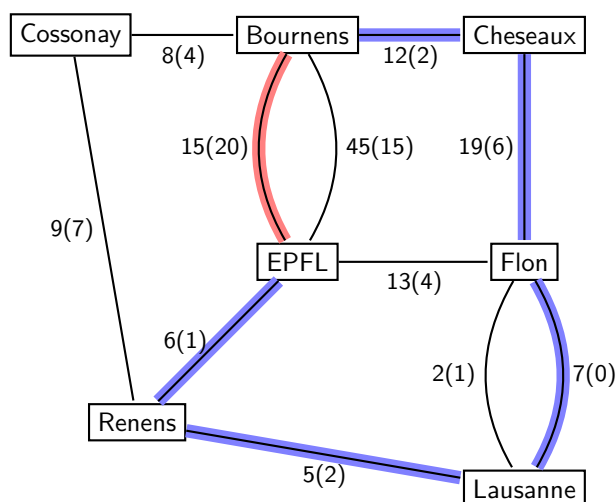 Cossonay
8(4)
Bournens
12(2)
Cheseaux
15(20)
45(15)
19(6)
9(7)
EPFL
13(4)
Flon
6(1)
2(1)
7(0)
Renens
5(2)
Lausanne